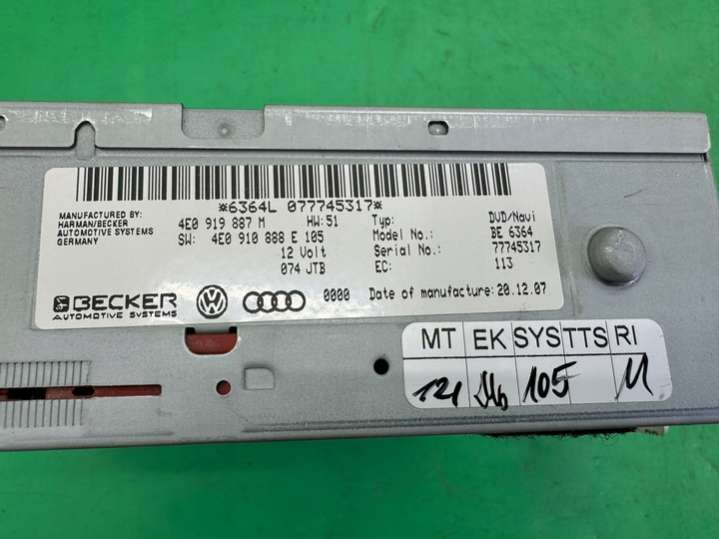 *6364L 077745317*
MANUFACTURED BY:
HARMAN/BECKER
AUTOMOTIVE SYSTEMS
GERMANY
4E0 919 887 M HW:51
SW: 4E0 910 888 E 105
12 Volt
074 JTB
Typ: DVD/Navi
Model No.: BE 6364
Serial No.: 77745317
EC: 113
BECKER
AUTOMOTIVE SYSTEMS
0000 Date of manufacture: 20.12.07
MT EK SYS TTS RI
121 105